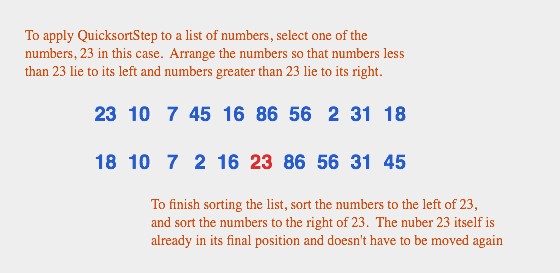 To apply QuicksortStep to a list of numbers, select one of the
numbers, 23 in this case. Arrange the numbers so that numbers less
than 23 lie to its left and numbers greater than 23 lie to its right.
23 10 7 45 16 86 56 2 31 18
18 10 7 2 16 23 86 56 31 45
To finish sorting the list, sort the numbers to the left of 23,
and sort the numbers to the right of 23. The nuber 23 itself is
already in its final position and doesn't have to be moved again